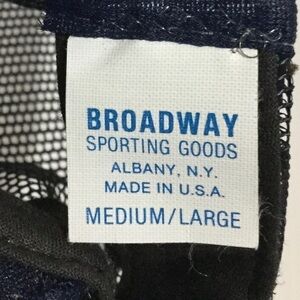 BROADWAY
SPORTING GOODS
ALBANY, N.Y.
MADE IN U.S.A.
MEDIUM/LARGE